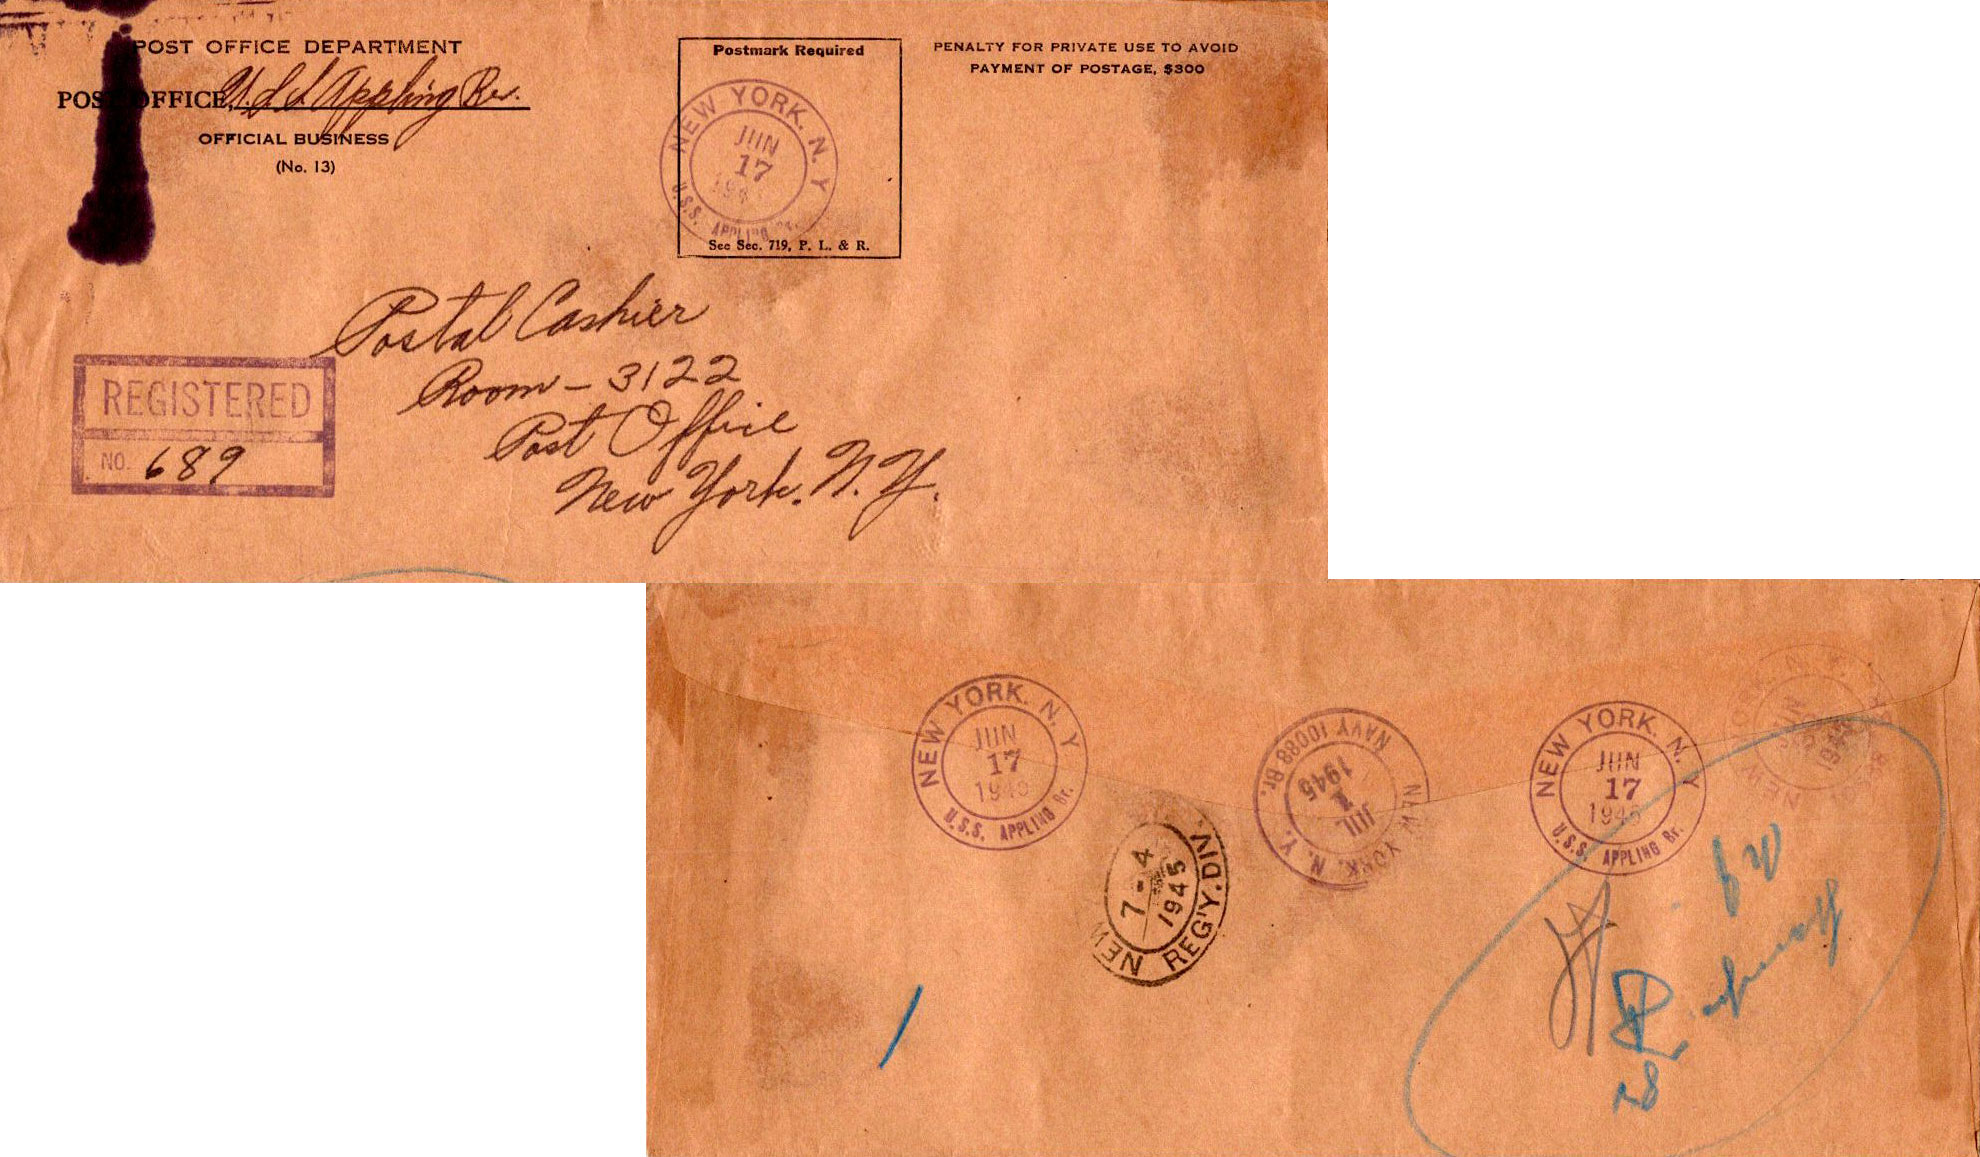 POST OFFICE DEPARTMENT
POST OFFICE, U.S.S. Appling Br.
OFFICIAL BUSINESS
(No. 13)
Postmark Required
NEW YORK, N.Y.
JUN
17
U.S.S. APPLING
See Sec. 719, P. L. & R.
PENALTY FOR PRIVATE USE TO AVOID
PAYMENT OF POSTAGE, $300
Postal Cashier
Room - 3122
Post Office
New York. N.Y.
REGISTERED
NO. 689
NEW YORK, N.Y.
JUN
17
1945
U.S.S. APPLING Br.
NEW
7-4
1945
REG'Y. DIV.
NAVY 10088 Br.
JUL
1945
NEW YORK, N.Y.
NEW YORK, N.Y.
JUN
17
1945
U.S.S. APPLING Br.